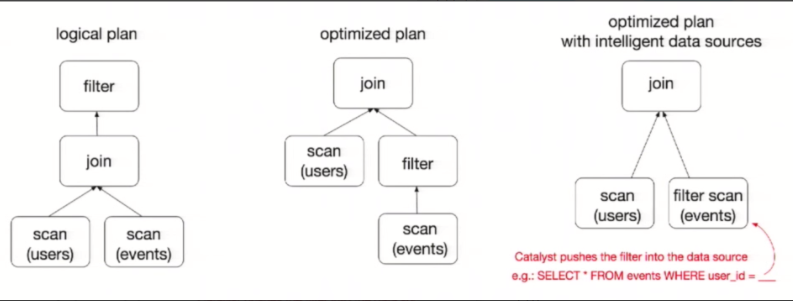 logical plan
filter
join
scan
(users)
scan
(events)
optimized plan
join
scan
(users)
filter
scan
(events)
optimized plan
with intelligent data sources
join
scan
(users)
filter scan
(events)
Catalyst pushes the filter into the data source
e.g.: SELECT * FROM events WHERE user_id = ___